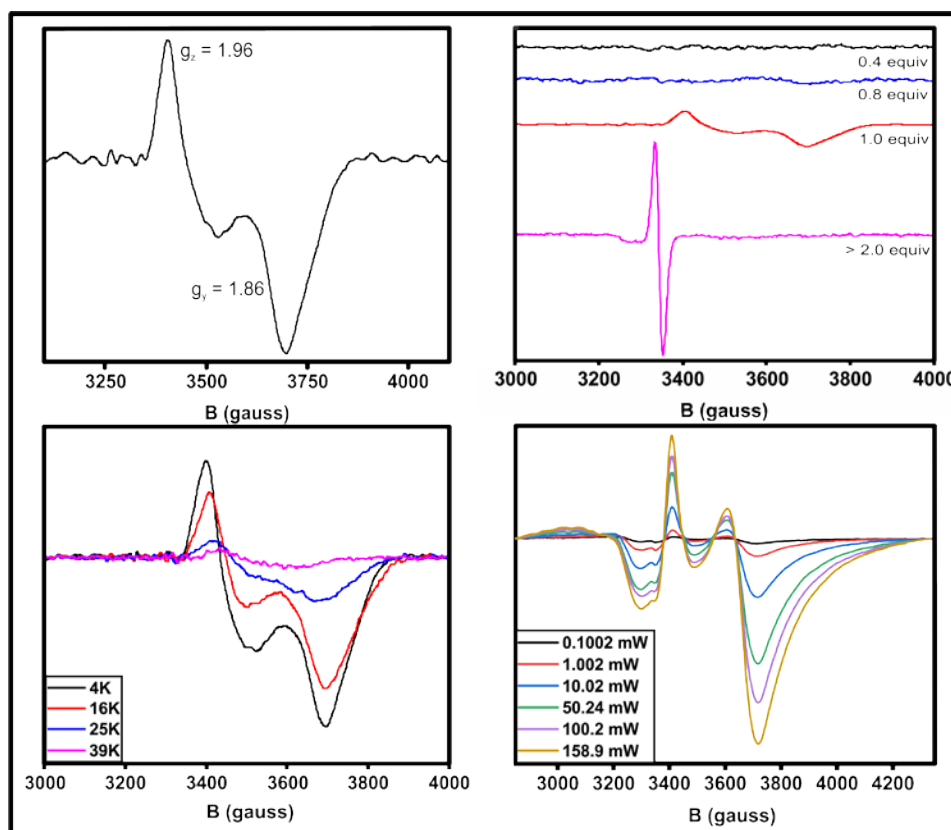 g_z = 1.96
g_y = 1.86
3250 3500 3750 4000
B (gauss)
0.4 equiv
0.8 equiv
1.0 equiv
> 2.0 equiv
3000 3200 3400 3600 3800 4000
B (gauss)
4K
16K
25K
39K
3000 3200 3400 3600 3800 4000
B (gauss)
0.1002 mW
1.002 mW
10.02 mW
50.24 mW
100.2 mW
158.9 mW
3000 3200 3400 3600 3800 4000 4200
B (gauss)